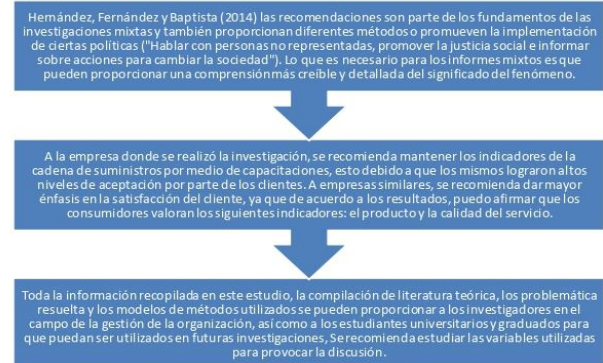 Hernández, Fernández y Baptista (2014) las recomendaciones son parte de los fundamentos de las
investigaciones mixtas y también proporcionan diferentes métodos o promueven la implementación
de ciertas políticas ("Hablar con personas no representadas, promover la justicia social e informar
sobre acciones para cambiar la sociedad"). Lo que es necesario para los informes mixtos es que
pueden proporcionar una comprensión más creíble y detallada del significado del fenómeno.
A la empresa donde se realizó la investigación, se recomienda mantener los indicadores de la
cadena de suministros por medio de capacitaciones, esto debido a que los mismos lograron altos
niveles de aceptación por parte de los clientes. A empresas similares, se recomienda dar mayor
énfasis en la satisfacción del cliente, ya que de acuerdo a los resultados, puedo afirmar que los
consumidores valoran los siguientes indicadores: el producto y la calidad del servicio.
Toda la información recopilada en este estudio, la compilación de literatura teórica, los problemática
resuelta y los modelos de métodos utilizados se pueden proporcionar a los investigadores en el
campo de la gestión de la organización, así como a los estudiantes universitarios y graduados para
que puedan ser utilizados en futuras investigaciones, Se recomienda estudiar las variables utilizadas
para provocar la discusión.